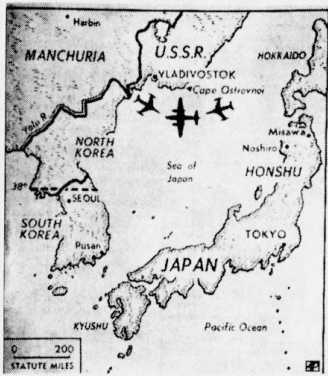 Harbin
MANCHURIA
U.S.S.R.
HOKKAIDO
VLADIVOSTOK
Cape Ostrovnoi
Yalu R.
NORTH
KOREA
Misawa
Noshiro
Sea of
Japan
HONSHU
38°
SEOUL
SOUTH
KOREA
Pusan
TOKYO
JAPAN
KYUSHU
Pacific Ocean
0 200
STATUTE MILES